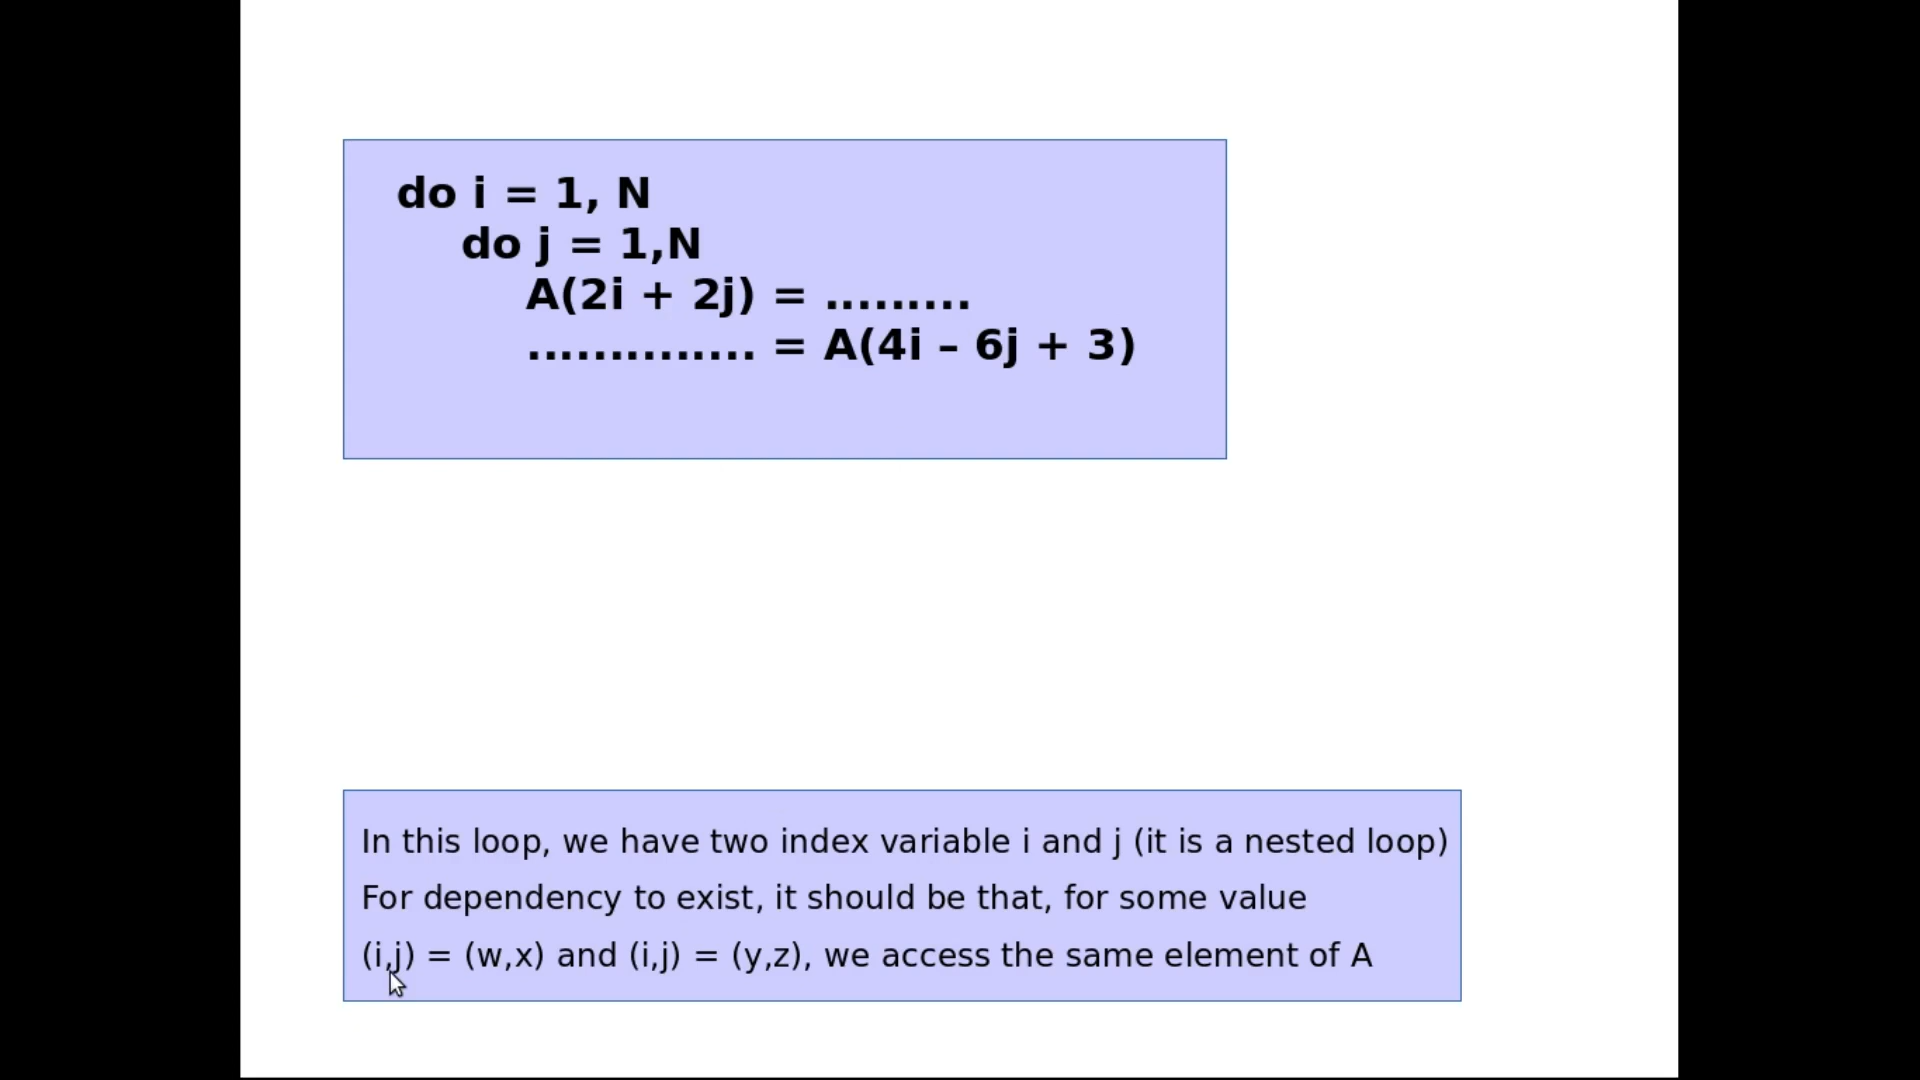 do i = 1, N
do j = 1,N
A(2i + 2j) = .........
.............. = A(4i – 6j + 3)
In this loop, we have two index variable i and j (it is a nested loop)
For dependency to exist, it should be that, for some value
(i,j) = (w,x) and (i,j) = (y,z), we access the same element of A